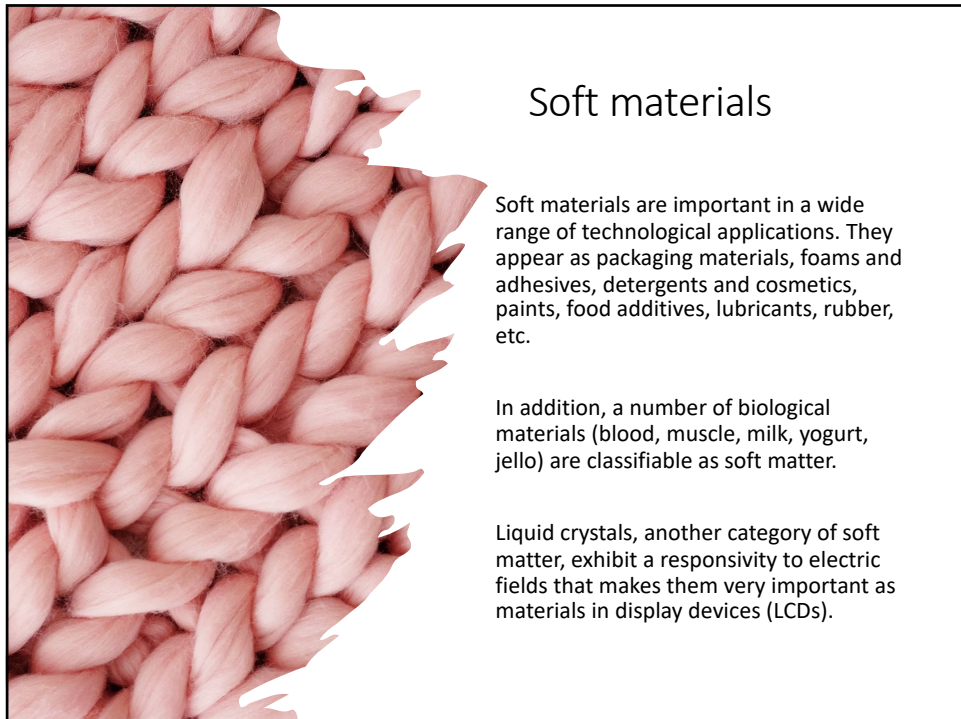 Soft materials
Soft materials are important in a wide
range of technological applications. They
appear as packaging materials, foams and
adhesives, detergents and cosmetics,
paints, food additives, lubricants, rubber,
etc.
In addition, a number of biological
materials (blood, muscle, milk, yogurt,
jello) are classifiable as soft matter.
Liquid crystals, another category of soft
matter, exhibit a responsivity to electric
fields that makes them very important as
materials in display devices (LCDs).